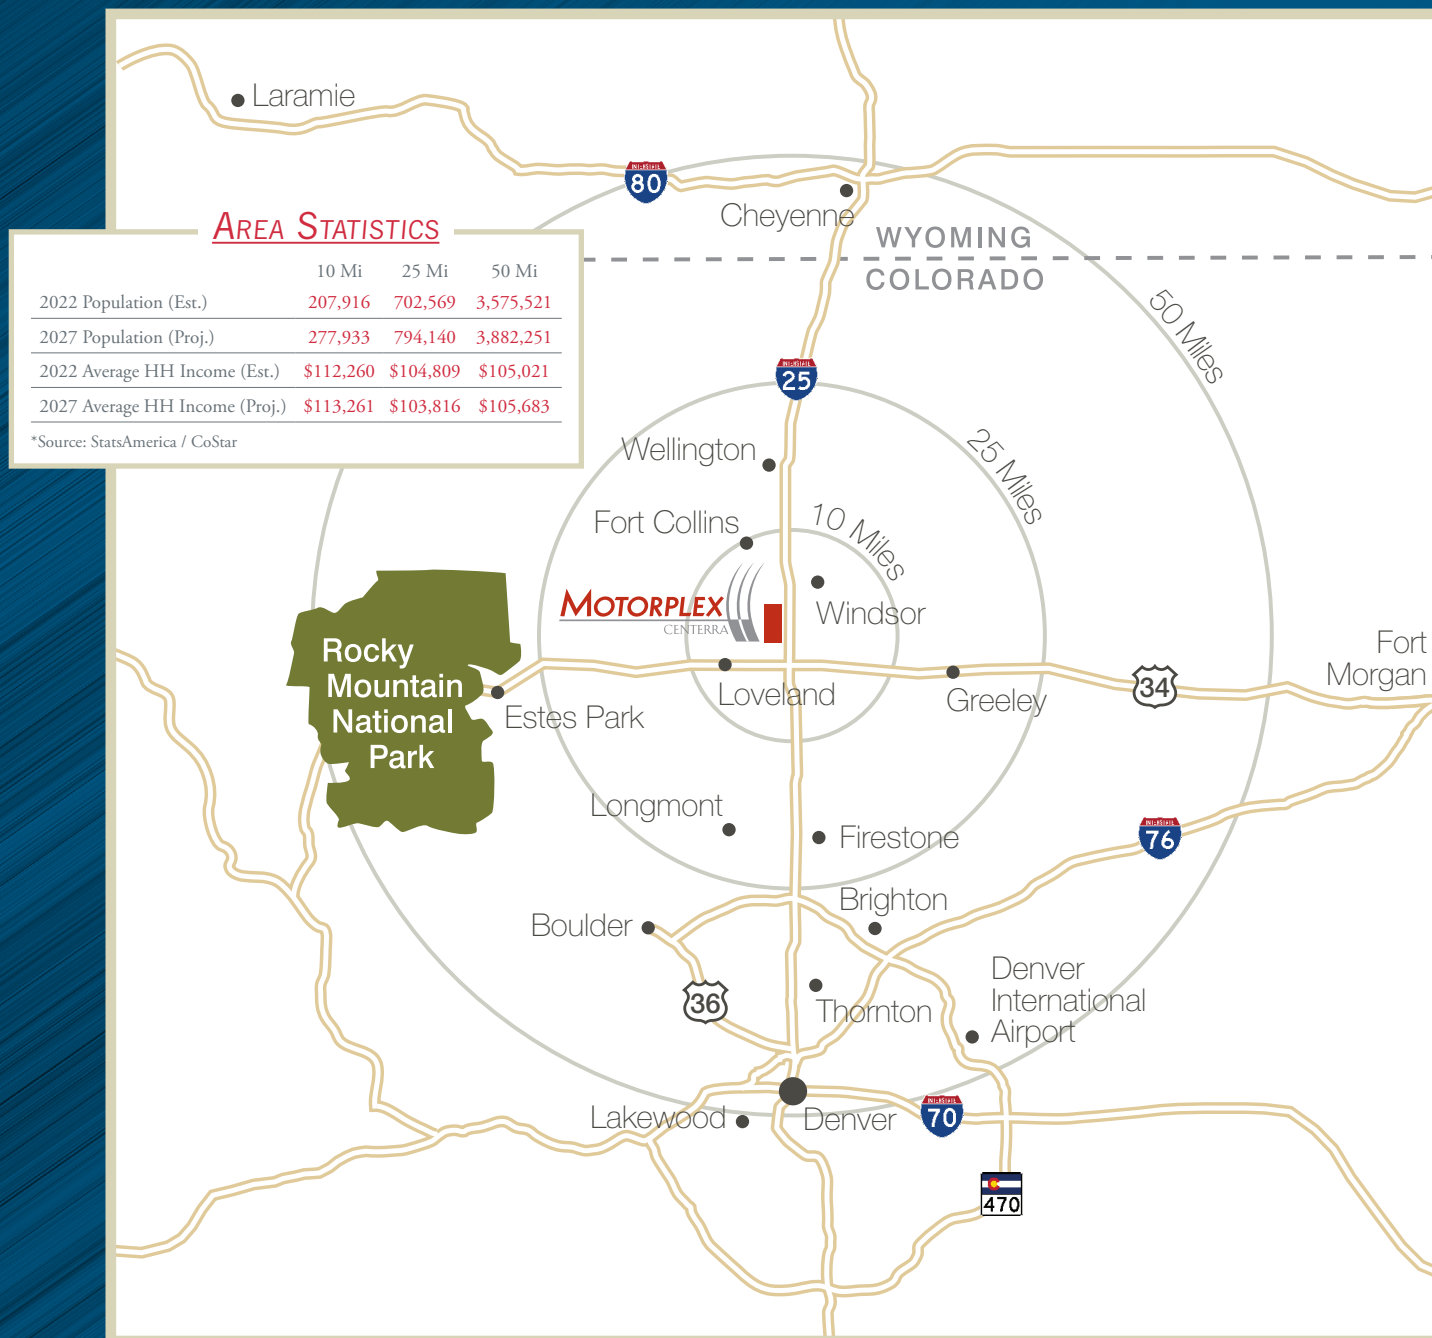 Laramie
INTERSTATE
80
Cheyenne
WYOMING
COLORADO
AREA STATISTICS
10 Mi 25 Mi 50 Mi
2022 Population (Est.) 207,916 702,569 3,575,521
2027 Population (Proj.) 277,933 794,140 3,882,251
2022 Average HH Income (Est.) $112,260 $104,809 $105,021
2027 Average HH Income (Proj.) $113,261 $103,816 $105,683
*Source: StatsAmerica / CoStar
50 Miles
INTERSTATE
25
25 Miles
Wellington
Fort Collins
10 Miles
MOTORPLEX
CENTERRA
Windsor
Rocky
Mountain
National
Park
Estes Park
Loveland
Greeley
34
Fort
Morgan
Longmont
Firestone
INTERSTATE
76
Boulder
Brighton
36
Thornton
Denver
International
Airport
Lakewood
Denver
INTERSTATE
70
470